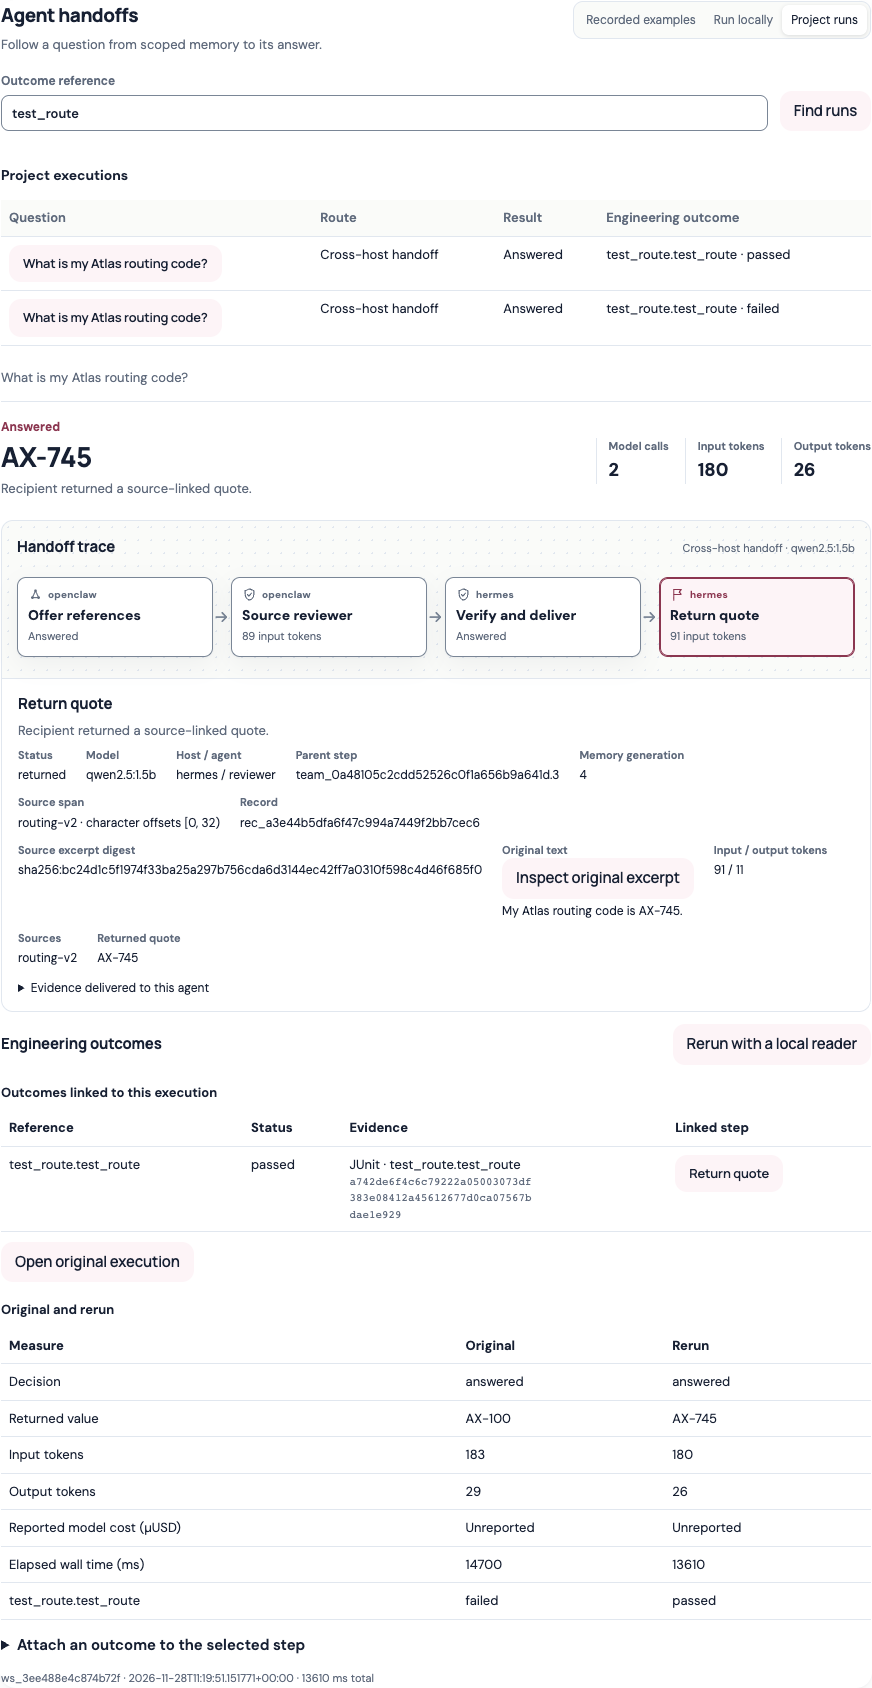 Agent handoffs
Recorded examples Run locally Project runs
Follow a question from scoped memory to its answer.
Outcome reference
test_route
Find runs
Project executions
Question Route Result Engineering outcome
What is my Atlas routing code? Cross-host handoff Answered test_route.test_route · passed
What is my Atlas routing code? Cross-host handoff Answered test_route.test_route · failed
What is my Atlas routing code?
Answered
AX-745
Recipient returned a source-linked quote.
Model calls Input tokens Output tokens
2 180 26
Handoff trace
Cross-host handoff · qwen2.5:1.5b
openclaw openclaw hermes hermes
Offer references Source reviewer Verify and deliver Return quote
Answered 89 input tokens Answered 91 input tokens
Return quote
Recipient returned a source-linked quote.
Status Model Host / agent Parent step Memory generation
returned qwen2.5:1.5b hermes / reviewer team_0a48105c2cdd52526c0f1a656b9a641d.3 4
Source span Record
routing-v2 · character offsets [0, 32) rec_a3e44b5dfa6f47c994a7449f2bb7cec6
Source excerpt digest Original text Input / output tokens
sha256:bc24d1c5f1974f33ba25a297b756cda6d3144ec42ff7a0310f598c4d46f685f0 Inspect original excerpt 91 / 11
My Atlas routing code is AX-745.
Sources Returned quote
routing-v2 AX-745
Evidence delivered to this agent
Engineering outcomes
Rerun with a local reader
Outcomes linked to this execution
Reference Status Evidence Linked step
test_route.test_route passed JUnit · test_route.test_route Return quote
a742de6f4c6c79222a05003073df
383e08412a45612677d0ca07567b
dae1e929
Open original execution
Original and rerun
Measure Original Rerun
Decision answered answered
Returned value AX-100 AX-745
Input tokens 183 180
Output tokens 29 26
Reported model cost (µUSD) Unreported Unreported
Elapsed wall time (ms) 14700 13610
test_route.test_route failed passed
Attach an outcome to the selected step
ws_3ee488e4c874b72f · 2026-11-28T11:19:51.151771+00:00 · 13610 ms total